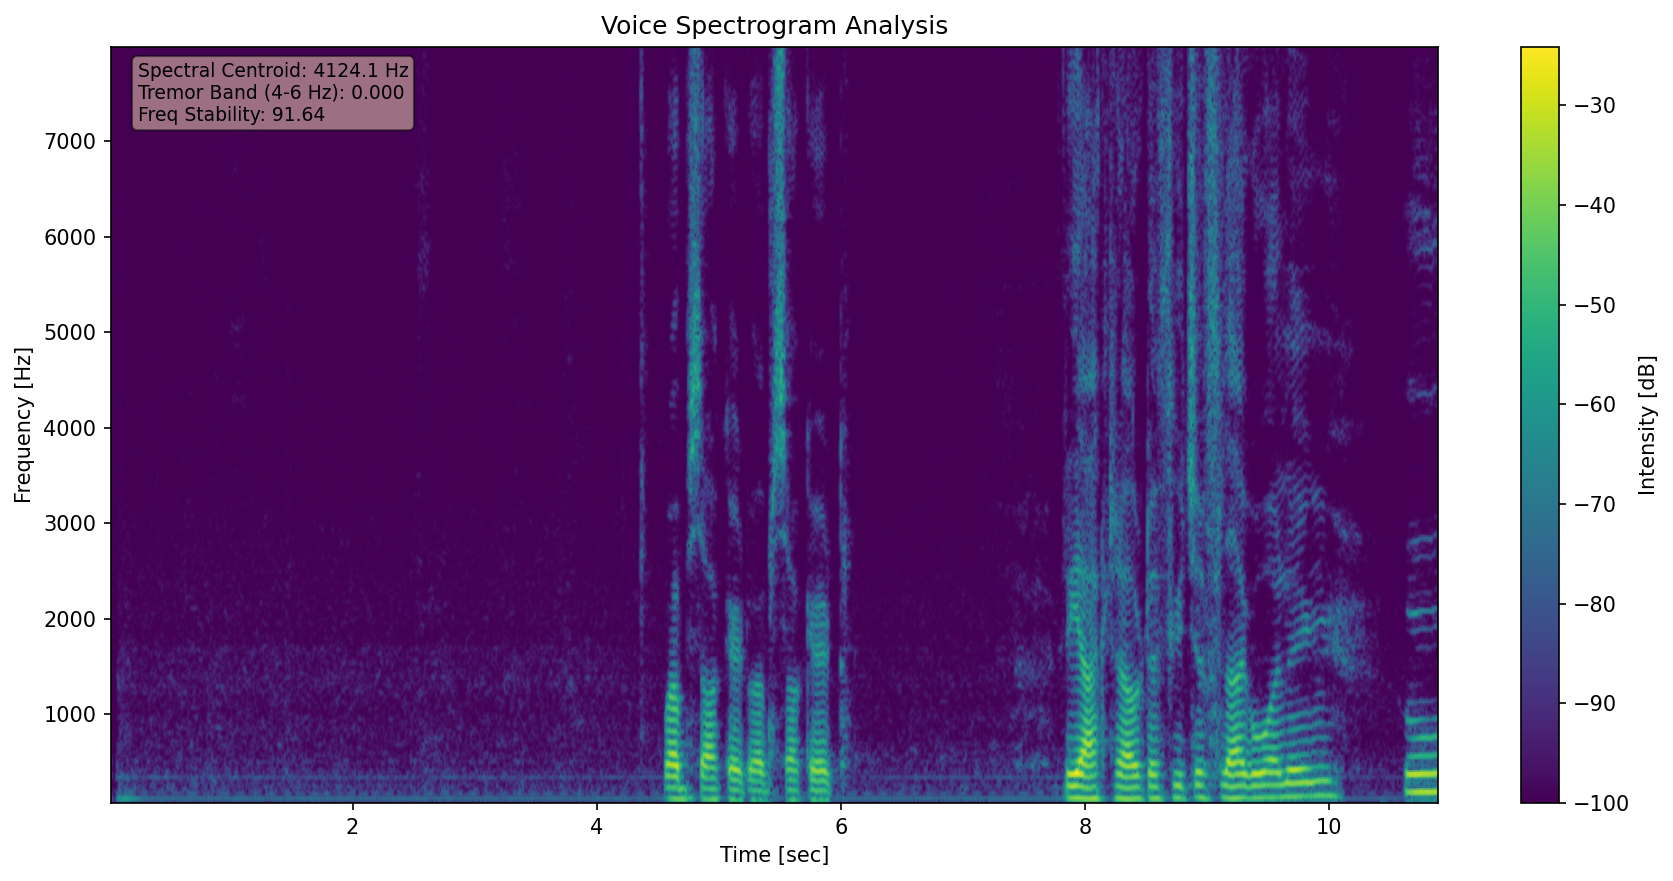 Voice Spectrogram Analysis
Spectral Centroid: 4124.1 Hz
Tremor Band (4-6 Hz): 0.000
Freq Stability: 91.64
Frequency [Hz]
7000
6000
5000
4000
3000
2000
1000
2
4
6
8
10
Time [sec]
−30
−40
−50
−60
−70
−80
−90
−100
Intensity [dB]